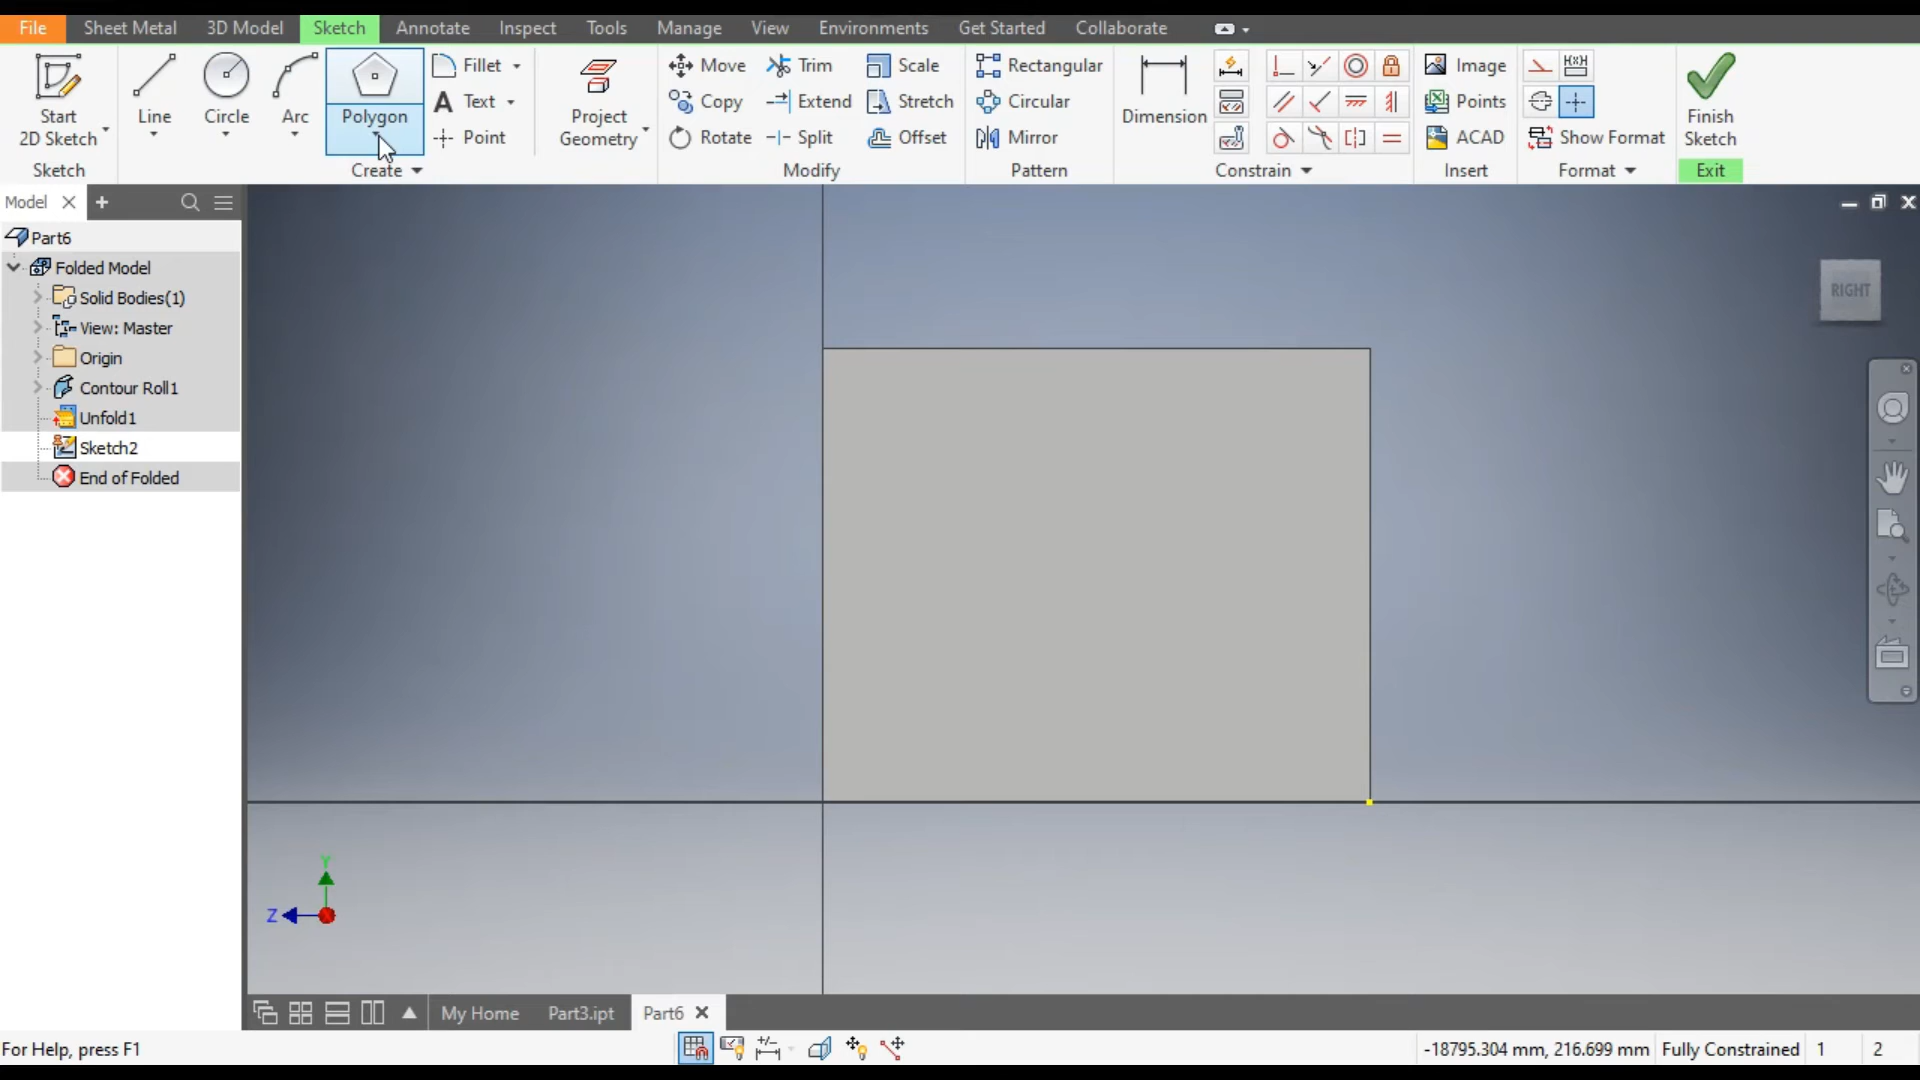 File Sheet Metal 3D Model Sketch Annotate Inspect Tools Manage View Environments Get Started Collaborate
Start 2D Sketch
Line
Circle
Arc
Polygon
Fillet
Text
Point
Project Geometry
Move Trim Scale
Copy Extend Stretch
Rotate Split Offset
Rectangular
Circular
Mirror
Dimension
Image
Points
ACAD
Show Format
Finish Sketch
Sketch Create Modify Pattern Constrain Insert Format Exit
Model
Part6
Folded Model
Solid Bodies(1)
View: Master
Origin
Contour Roll1
Unfold1
Sketch2
End of Folded
RIGHT
Y
Z
My Home Part3.ipt Part6
For Help, press F1
-18795.304 mm, 216.699 mm Fully Constrained 1 2